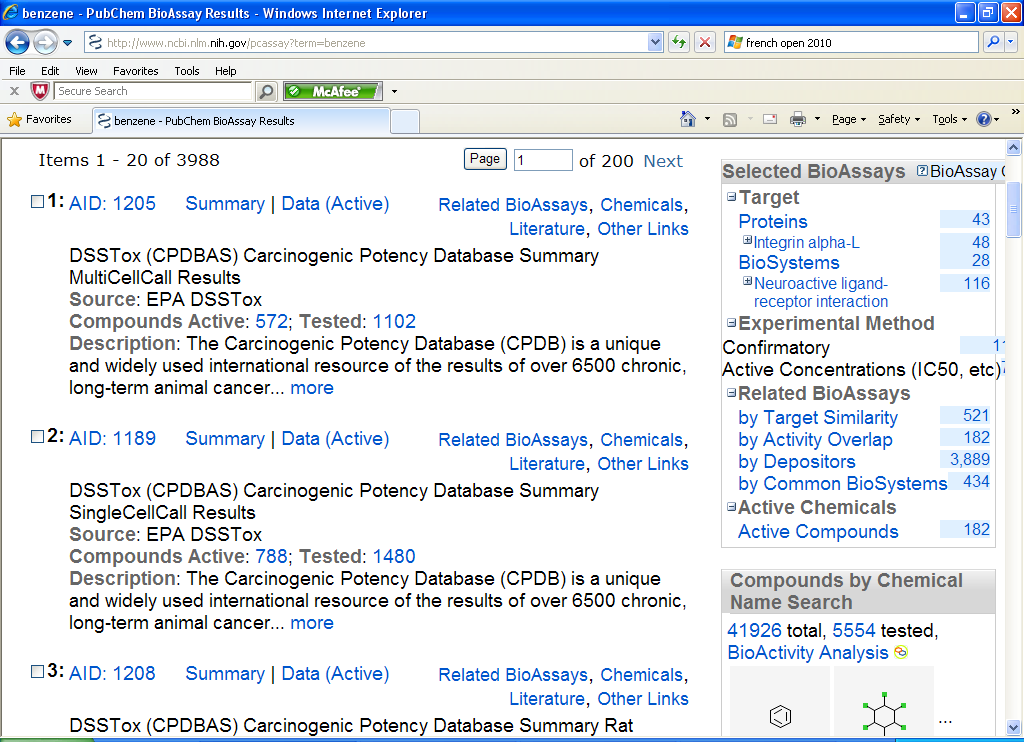 benzene - PubChem BioAssay Results - Windows Internet Explorer
http://www.ncbi.nlm.nih.gov/pcassay?term=benzene
french open 2010
File Edit View Favorites Tools Help
Secure Search
McAfee
Favorites
benzene - PubChem BioAssay Results
Page Safety Tools
Items 1 - 20 of 3988
Page 1 of 200 Next
1: AID: 1205 Summary | Data (Active) Related BioAssays, Chemicals,
Literature, Other Links
DSSTox (CPDBAS) Carcinogenic Potency Database Summary
MultiCellCall Results
Source: EPA DSSTox
Compounds Active: 572; Tested: 1102
Description: The Carcinogenic Potency Database (CPDB) is a unique
and widely used international resource of the results of over 6500 chronic,
long-term animal cancer... more
2: AID: 1189 Summary | Data (Active) Related BioAssays, Chemicals,
Literature, Other Links
DSSTox (CPDBAS) Carcinogenic Potency Database Summary
SingleCellCall Results
Source: EPA DSSTox
Compounds Active: 788; Tested: 1480
Description: The Carcinogenic Potency Database (CPDB) is a unique
and widely used international resource of the results of over 6500 chronic,
long-term animal cancer... more
3: AID: 1208 Summary | Data (Active) Related BioAssays, Chemicals,
Literature, Other Links
DSSTox (CPDBAS) Carcinogenic Potency Database Summary Rat
Selected BioAssays BioAssay
Target
Proteins 43
Integrin alpha-L 48
BioSystems 28
Neuroactive ligand- 116
receptor interaction
Experimental Method
Confirmatory
Active Concentrations (IC50, etc)
Related BioAssays
by Target Similarity 521
by Activity Overlap 182
by Depositors 3,889
by Common BioSystems 434
Active Chemicals
Active Compounds 182
Compounds by Chemical
Name Search
41926 total, 5554 tested,
BioActivity Analysis
...